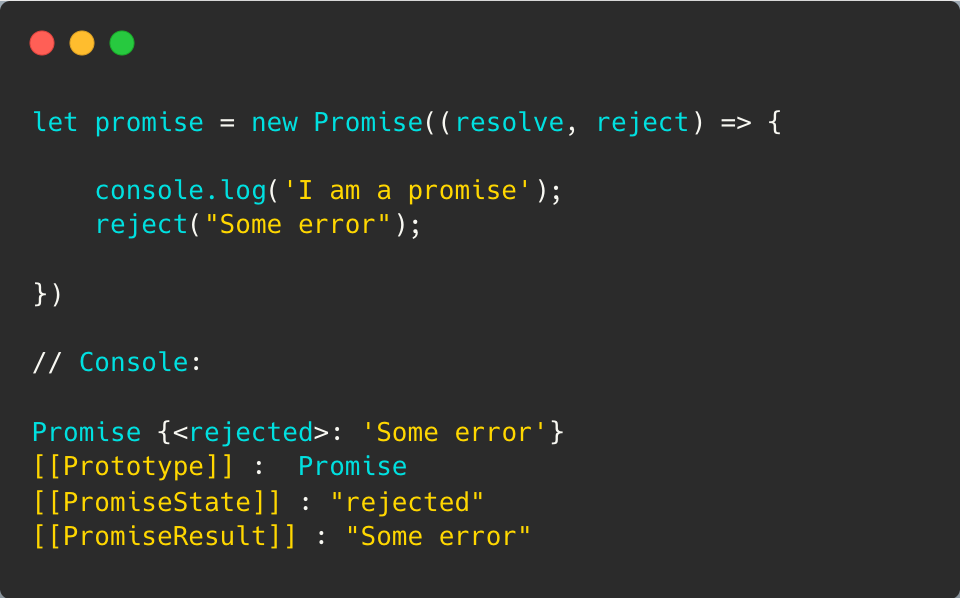 let promise = new Promise((resolve, reject) => {
console.log('I am a promise');
reject("Some error");
})
// Console:
Promise {<rejected>: 'Some error'}
[[Prototype]] :  Promise
[[PromiseState]] : "rejected"
[[PromiseResult]] : "Some error"